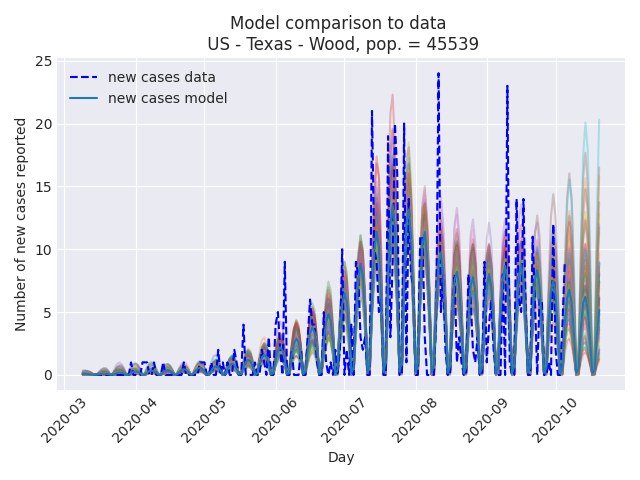 Model comparison to data
US - Texas - Wood, pop. = 45539
new cases data
new cases model
Number of new cases reported
25
20
15
10
5
0
2020-03
2020-04
2020-05
2020-06
2020-07
2020-08
2020-09
2020-10
Day